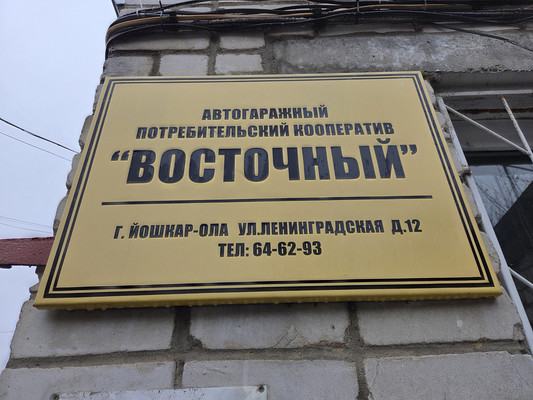 АВТОГАРАЖНЫЙ
ПОТРЕБИТЕЛЬСКИЙ КООПЕРАТИВ
“ВОСТОЧНЫЙ”
Г. ЙОШКАР-ОЛА УЛ.ЛЕНИНГРАДСКАЯ Д.12
ТЕЛ: 64-62-93